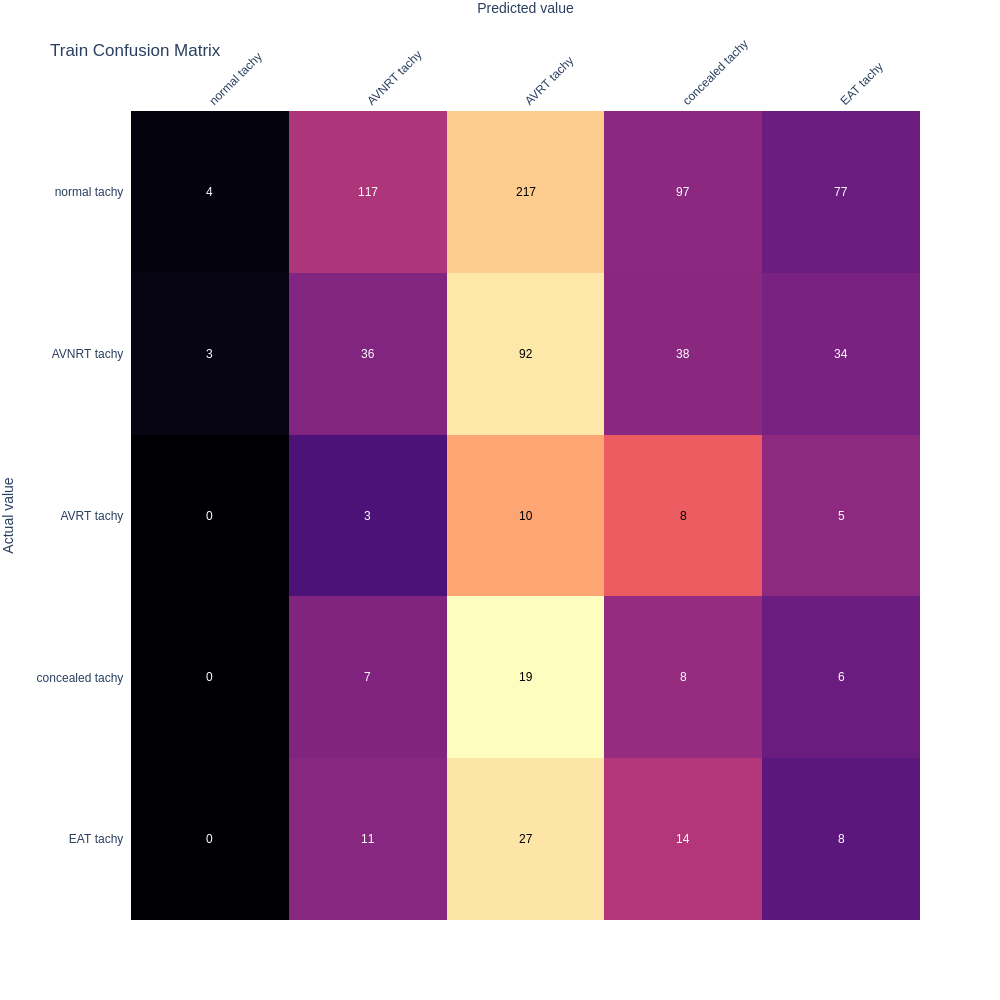 Predicted value
Train Confusion Matrix
normal tachy
AVNRT tachy
AVRT tachy
concealed tachy
EAT tachy
normal tachy 4 117 217 97 77
AVNRT tachy 3 36 92 38 34
Actual value
AVRT tachy 0 3 10 8 5
concealed tachy 0 7 19 8 6
EAT tachy 0 11 27 14 8